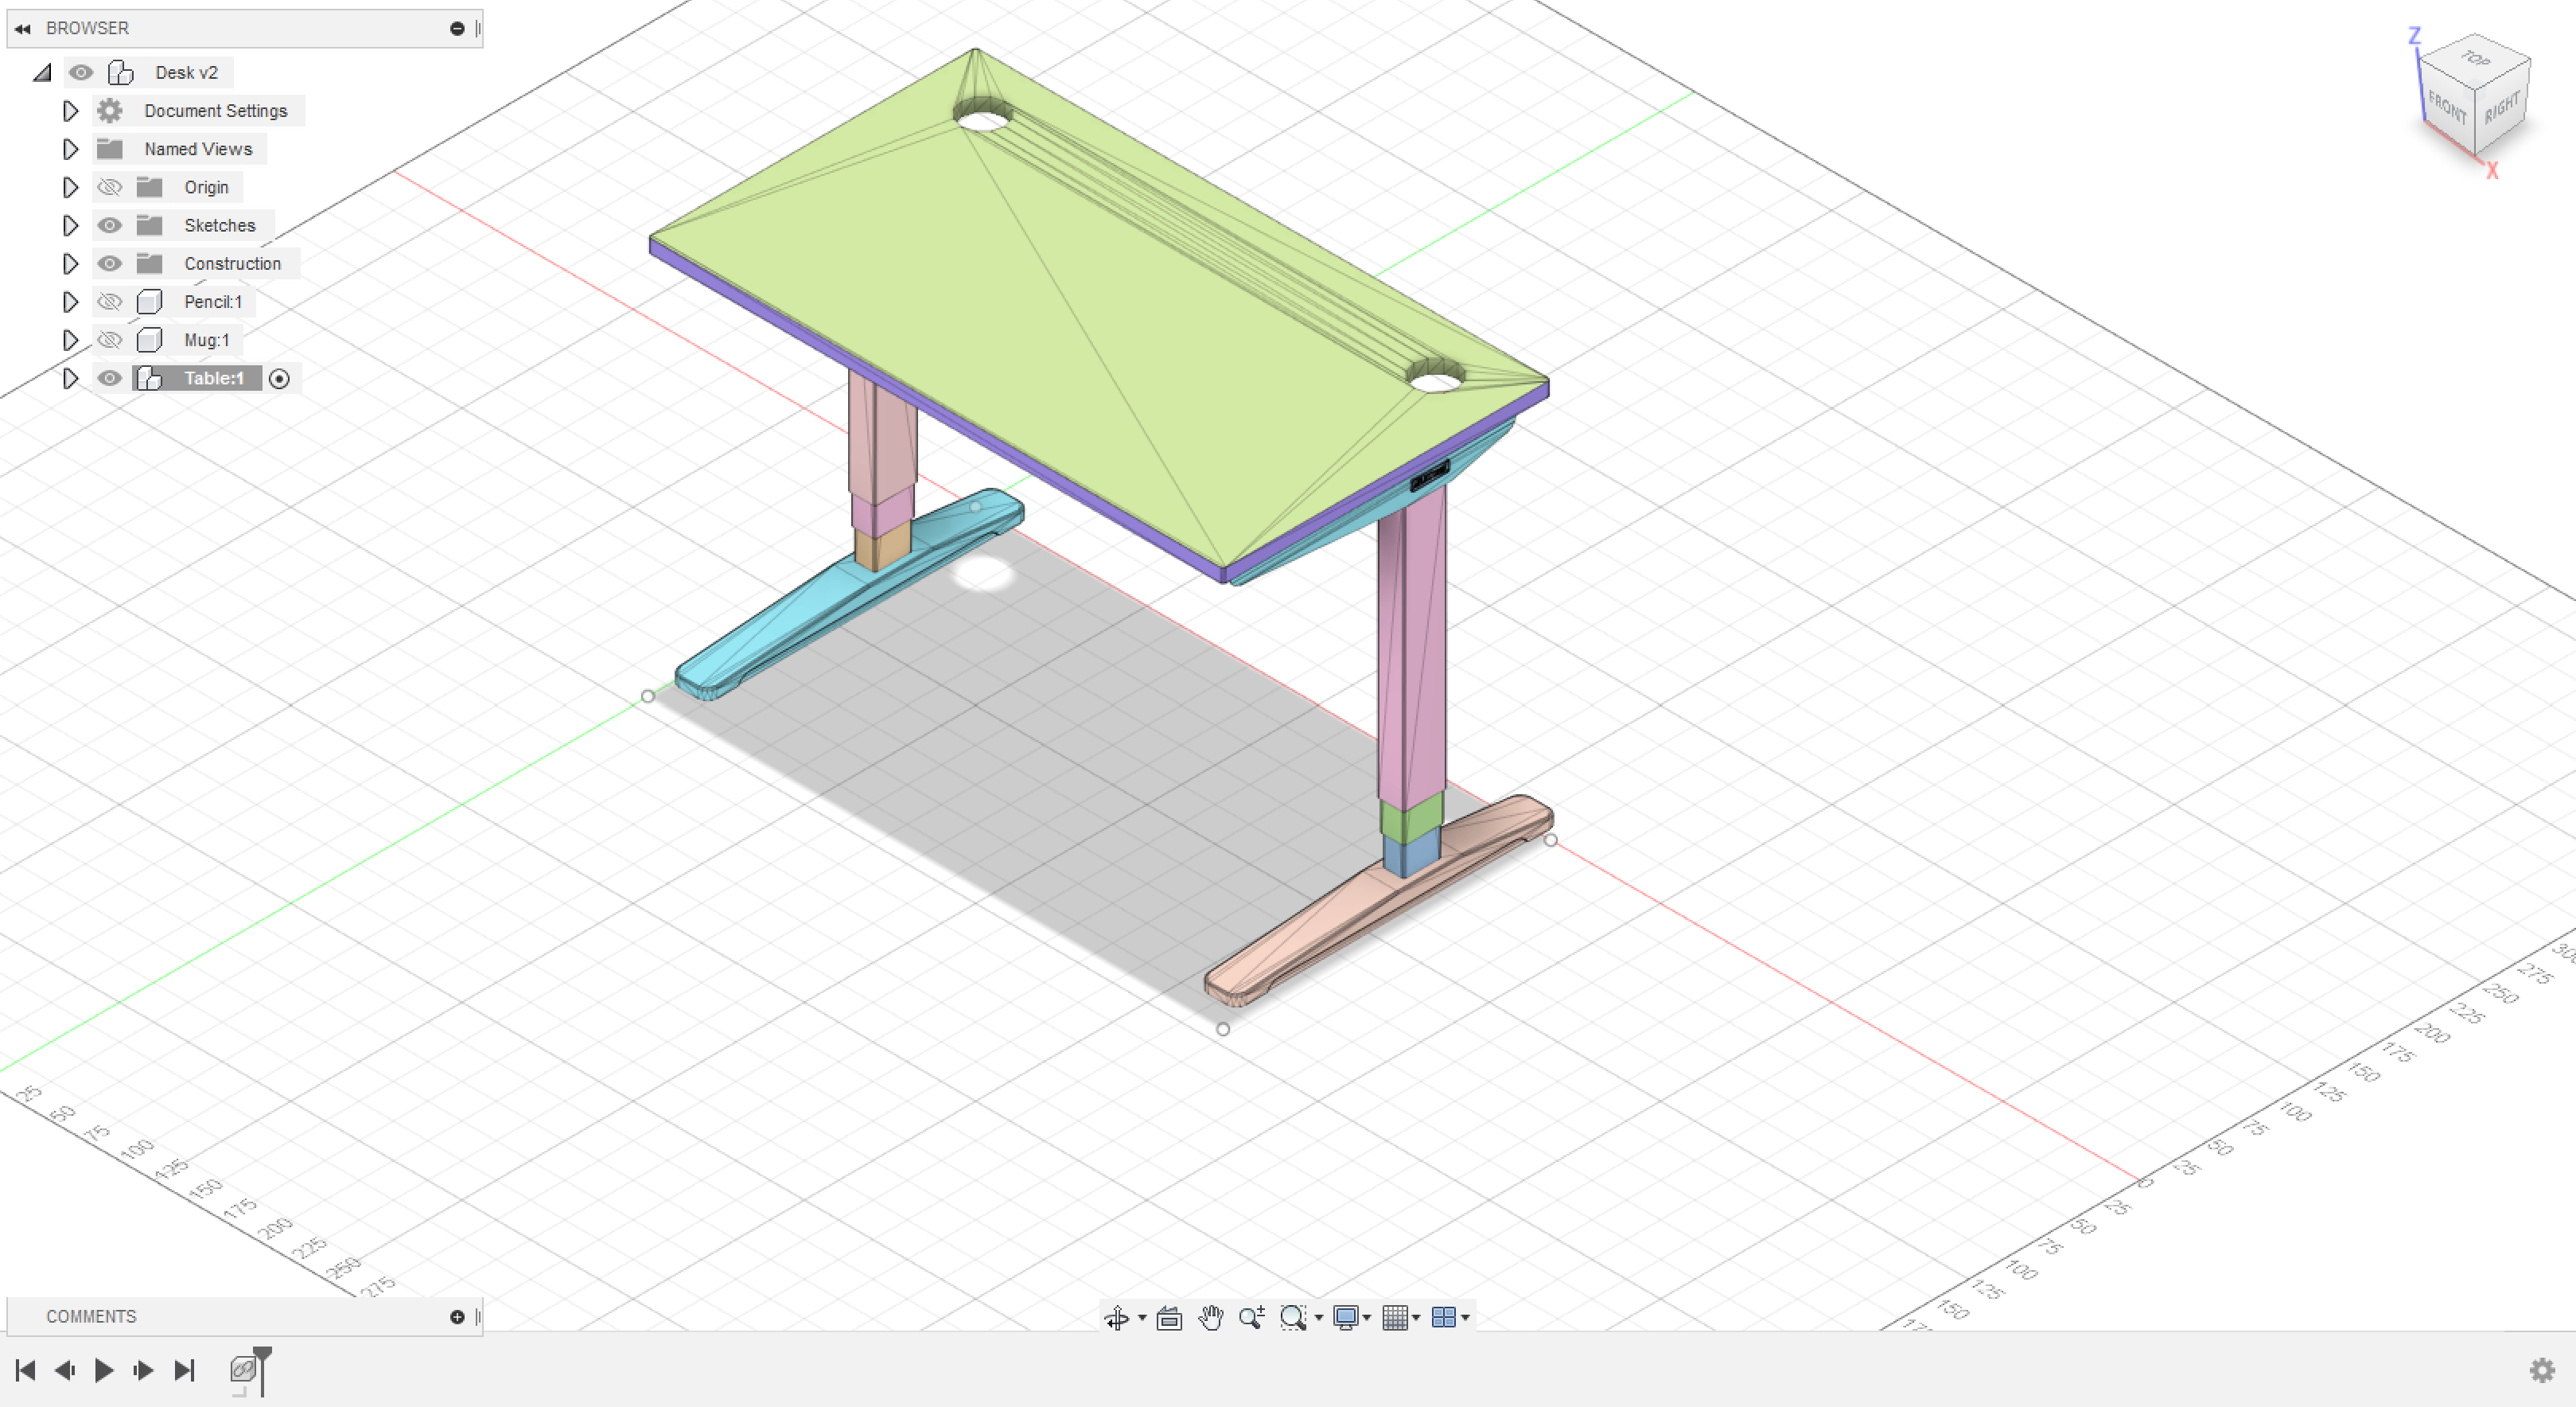 BROWSER
Desk v2
Document Settings
Named Views
Origin
Sketches
Construction
Pencil:1
Mug:1
Table:1
Z
TOP
FRONT
RIGHT
X
300
275
250
225
200
175
150
125
100
75
50
25
0
25
50
75
100
125
150
25
50
75
100
125
150
175
200
225
250
275
COMMENTS